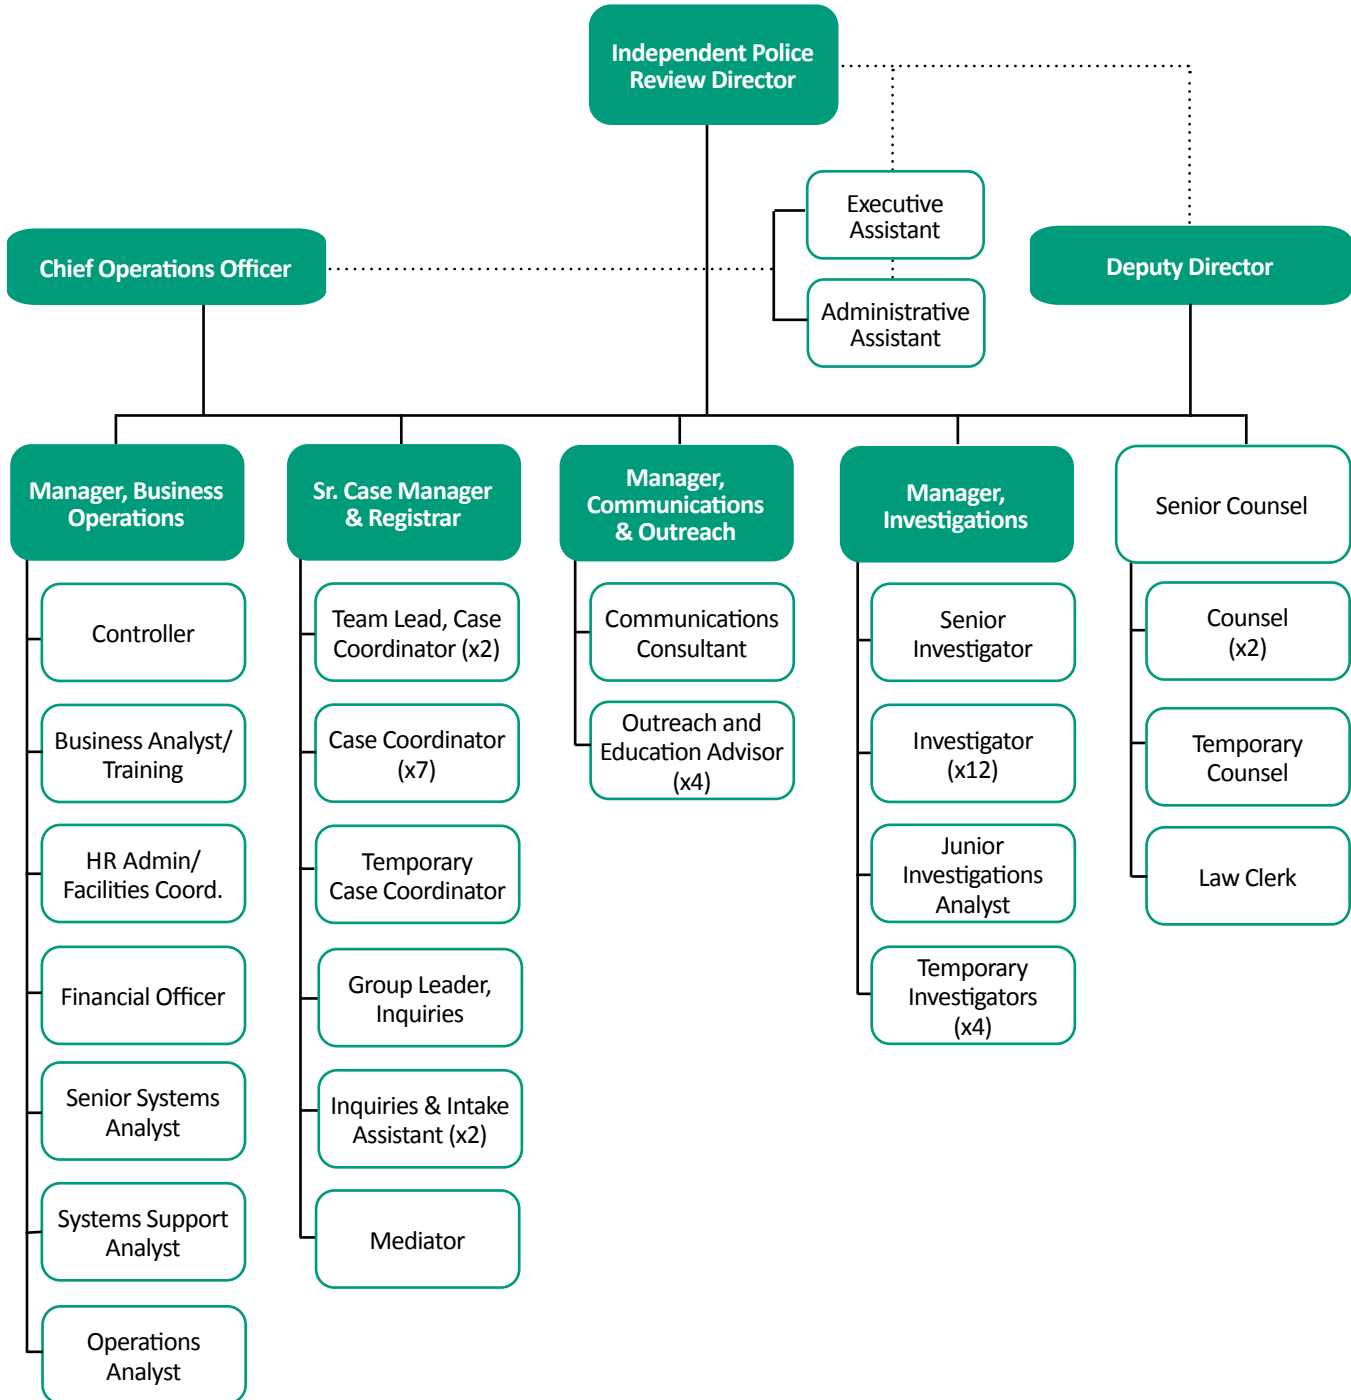 Independent Police
Review Director
Executive
Assistant
Chief Operations Officer
Deputy Director
Administrative
Assistant
Manager, Business
Operations
Controller
Business Analyst/
Training
HR Admin/
Facilities Coord.
Financial Officer
Senior Systems
Analyst
Systems Support
Analyst
Operations
Analyst
Sr. Case Manager
& Registrar
Team Lead, Case
Coordinator (x2)
Case Coordinator
(x7)
Temporary
Case Coordinator
Group Leader,
Inquiries
Inquiries & Intake
Assistant (x2)
Mediator
Manager,
Communications
& Outreach
Communications
Consultant
Outreach and
Education Advisor
(x4)
Manager,
Investigations
Senior
Investigator
Investigator
(x12)
Junior
Investigations
Analyst
Temporary
Investigators
(x4)
Senior Counsel
Counsel
(x2)
Temporary
Counsel
Law Clerk